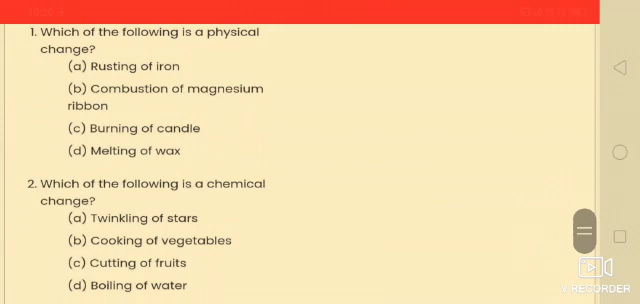 1. Which of the following is a physical
change?
(a) Rusting of iron
(b) Combustion of magnesium
ribbon
(c) Burning of candle
(d) Melting of wax
2. Which of the following is a chemical
change?
(a) Twinkling of stars
(b) Cooking of vegetables
(c) Cutting of fruits
(d) Boiling of water
V RECORDER